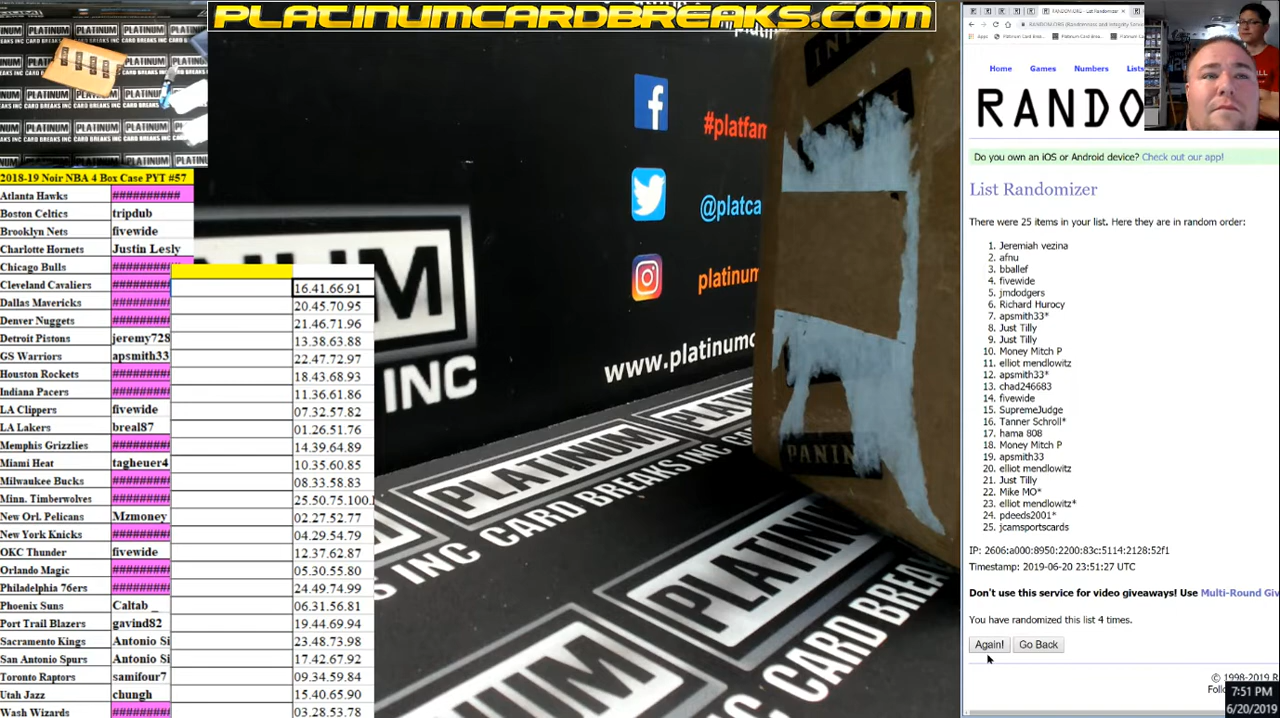 PLATINUMCARDBREAKS.COM
2018-19 Noir NBA 4 Box Case PYT #57
Atlanta Hawks ##########
Boston Celtics tripdub
Brooklyn Nets fivewide
Charlotte Hornets Justin Lesly
Chicago Bulls ########
Cleveland Cavaliers ######## 16.41.66.91
Dallas Mavericks ######## 20.45.70.95
Denver Nuggets ######## 21.46.71.96
Detroit Pistons jeremy728 13.38.63.88
GS Warriors apsmith33 22.47.72.97
Houston Rockets ######## 18.43.68.93
Indiana Pacers ######## 11.36.61.86
LA Clippers fivewide 07.32.57.82
LA Lakers breal87 01.26.51.76
Memphis Grizzlies ######## 14.39.64.89
Miami Heat tagheuer4 10.35.60.85
Milwaukee Bucks ######## 08.33.58.83
Minn. Timberwolves ######## 25.50.75.100.
New Orl. Pelicans Mzmoney 02.27.52.77
New York Knicks ######## 04.29.54.79
OKC Thunder fivewide 12.37.62.87
Orlando Magic ######## 05.30.55.80
Philadelphia 76ers ######## 24.49.74.99
Phoenix Suns Caltab_ 06.31.56.81
Port Trail Blazers gavind82 19.44.69.94
Sacramento Kings Antonio Si 23.48.73.98
San Antonio Spurs Antonio Si 17.42.67.92
Toronto Raptors samifour7 09.34.59.84
Utah Jazz chungh 15.40.65.90
Wash Wizards ######## 03.28.53.78
#platfam
@platca
platinum
www.platinumc
INC
PLATINUM
CARD BREAKS INC
PANINI
Home Games Numbers Lists
RANDO
Do you own an iOS or Android device? Check out our app!
List Randomizer
There were 25 items in your list. Here they are in random order:
1. Jeremiah vezina
2. afnu
3. bballef
4. fivewide
5. jmdodgers
6. Richard Hurocy
7. apsmith33*
8. Just Tilly
9. Just Tilly
10. Money Mitch P
11. elliot mendlowitz
12. apsmith33*
13. chad246683
14. fivewide
15. SupremeJudge
16. Tanner Schroll*
17. hama 808
18. Money Mitch P
19. apsmith33
20. elliot mendlowitz
21. Just Tilly
22. Mike MO*
23. elliot mendlowitz*
24. pdeeds2001*
25. jcamsportscards
IP: 2606:a000:8950:2200:83c:5114:2128:52f1
Timestamp: 2019-06-20 23:51:27 UTC
Don't use this service for video giveaways! Use Multi-Round Giv
You have randomized this list 4 times.
Again! Go Back
© 1998-2019 R
Follo
7:51 PM
6/20/2019